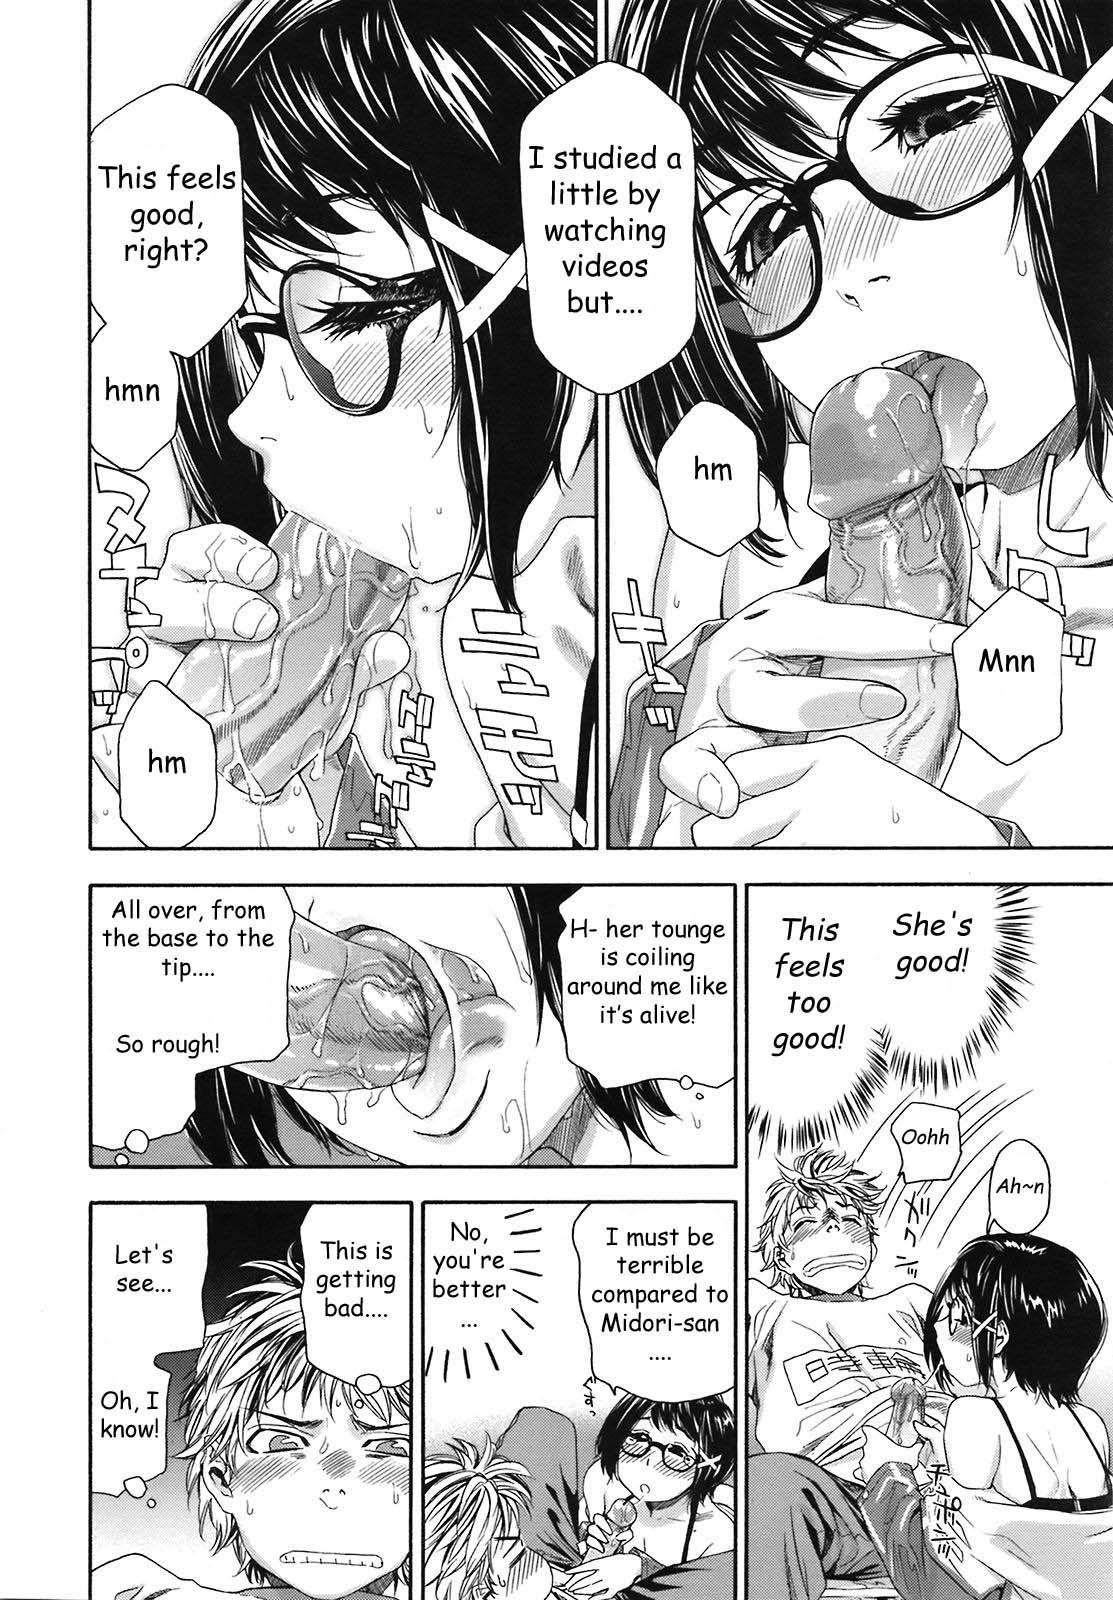 I studied a
little by
watching
videos
but....
hm
Mnn
This feels
good,
right?
hmn
hm
She's
good!
This
feels
too
good!
Oohh
Ah~n
H- her tounge
is coiling
around me like
it's alive!
All over, from
the base to the
tip....
So rough!
I must be
terrible
compared to
Midori-san
....
No,
you're
better
...
This is
getting
bad....
Let's
see...
Oh, I
know!